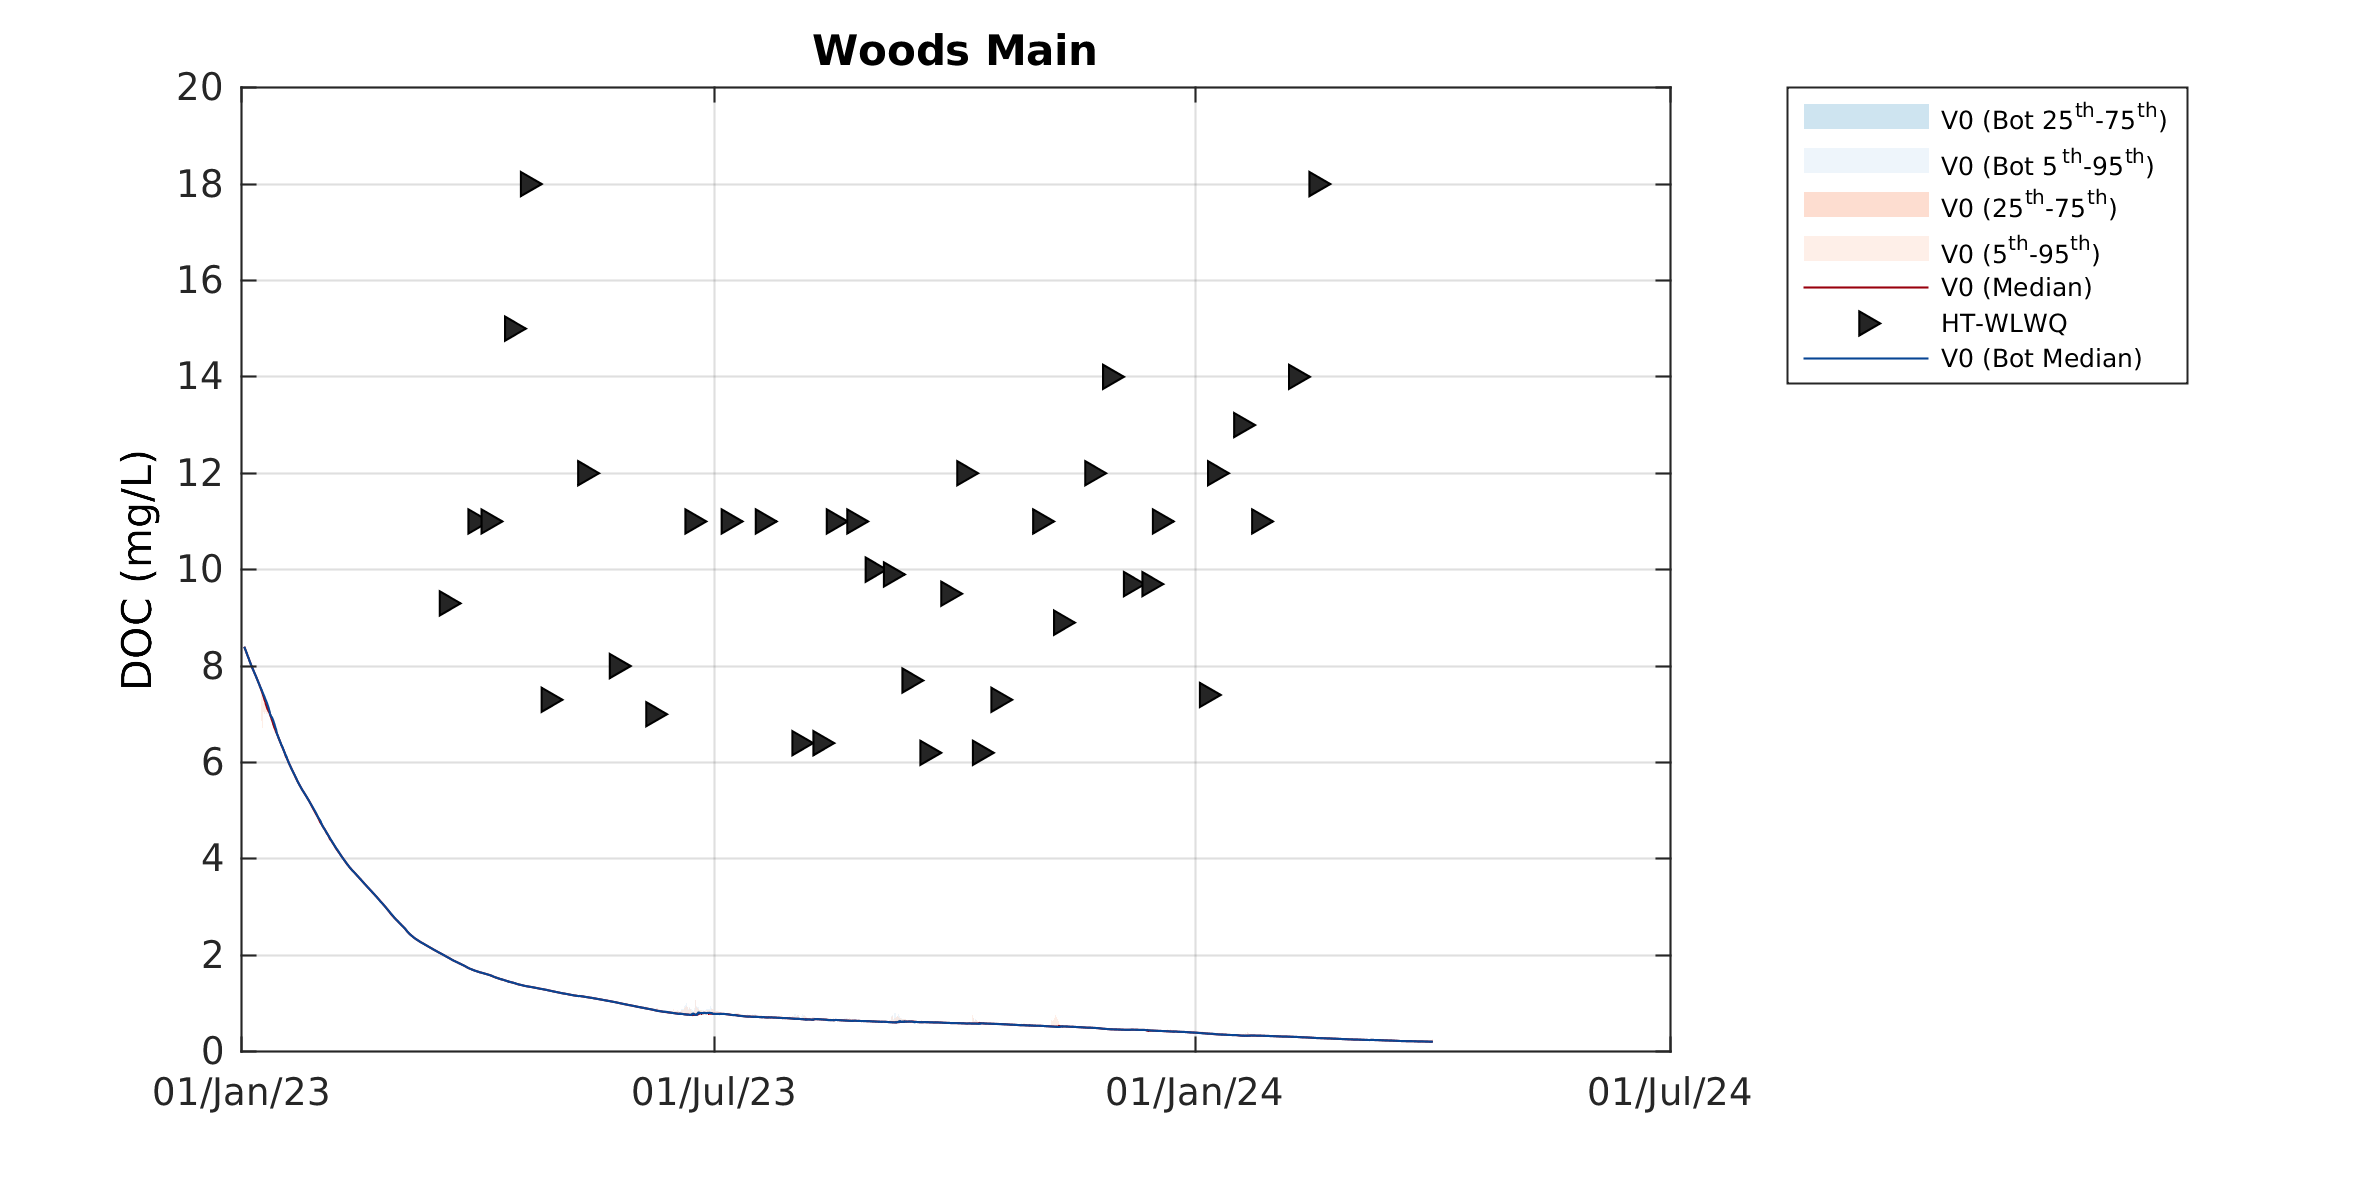 Woods Main
20
18
16
14
12
10
8
6
4
2
0
DOC (mg/L)
01/Jan/23
01/Jul/23
01/Jan/24
01/Jul/24
V0 (Bot 25th-75th)
V0 (Bot 5th-95th)
V0 (25th-75th)
V0 (5th-95th)
V0 (Median)
HT-WLWQ
V0 (Bot Median)